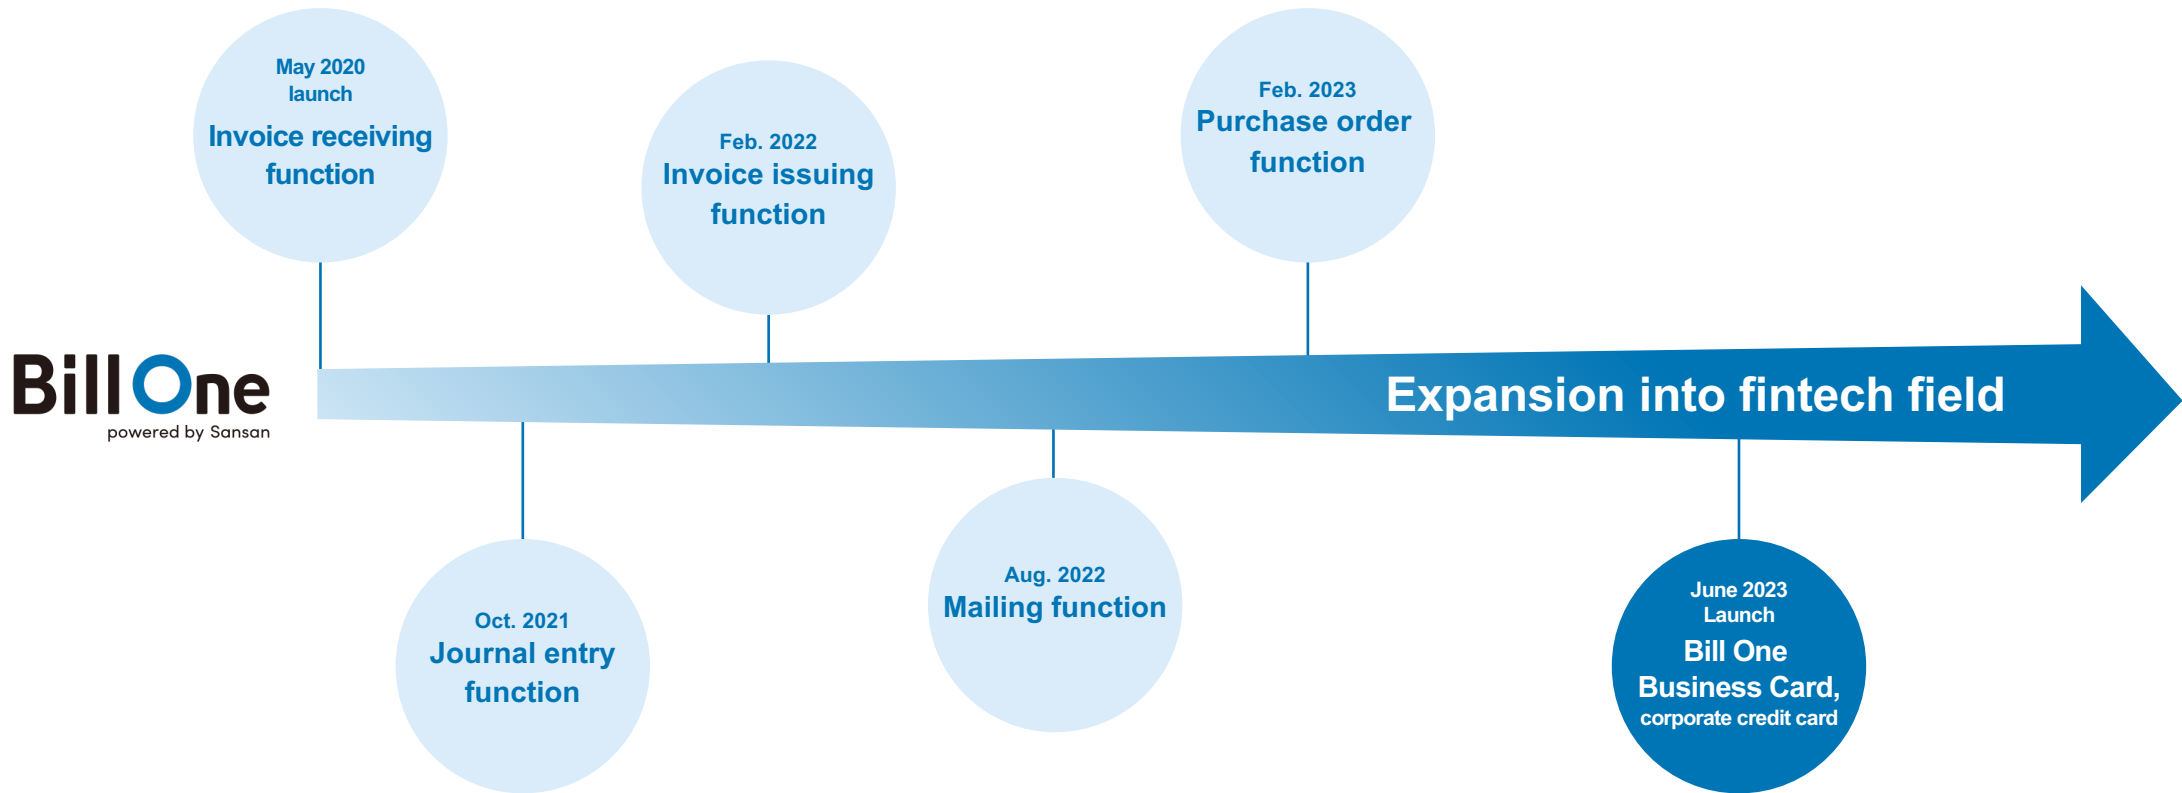 May 2020
launch
Invoice receiving
function
Feb. 2022
Invoice issuing
function
Feb. 2023
Purchase order
function
Bill One
powered by Sansan
Expansion into fintech field
Oct. 2021
Journal entry
function
Aug. 2022
Mailing function
June 2023
Launch
Bill One
Business Card,
corporate credit card